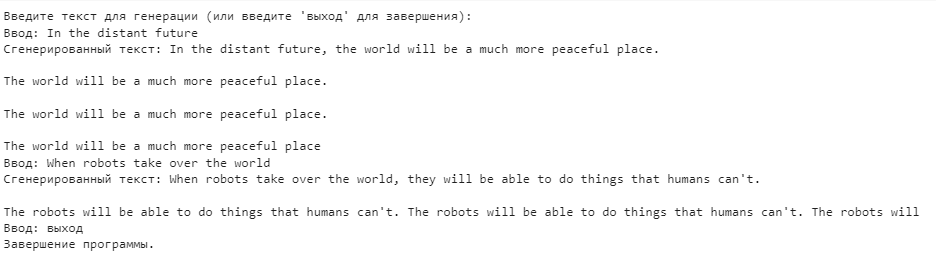 Введите текст для генерации (или введите 'выход' для завершения):
Ввод: In the distant future
Сгенерированный текст: In the distant future, the world will be a much more peaceful place.
The world will be a much more peaceful place.
The world will be a much more peaceful place.
The world will be a much more peaceful place
Ввод: When robots take over the world
Сгенерированный текст: When robots take over the world, they will be able to do things that humans can't.
The robots will be able to do things that humans can't. The robots will be able to do things that humans can't. The robots will
Ввод: выход
Завершение программы.